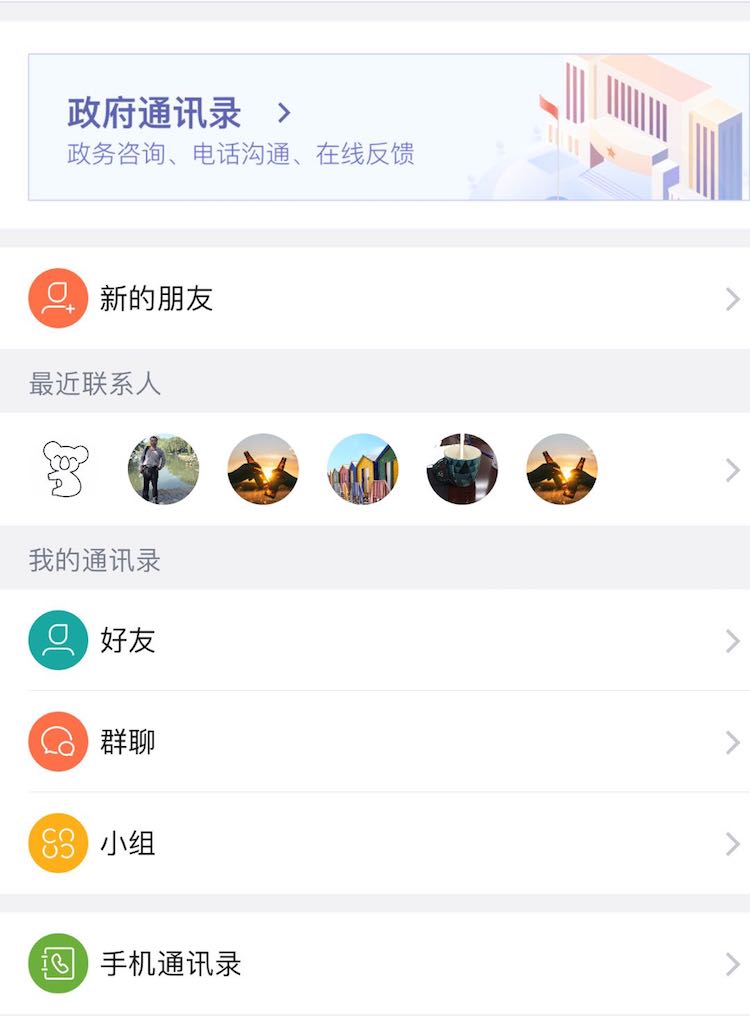 政府通讯录
政务咨询、电话沟通、在线反馈
新的朋友
最近联系人
我的通讯录
好友
群聊
小组
手机通讯录